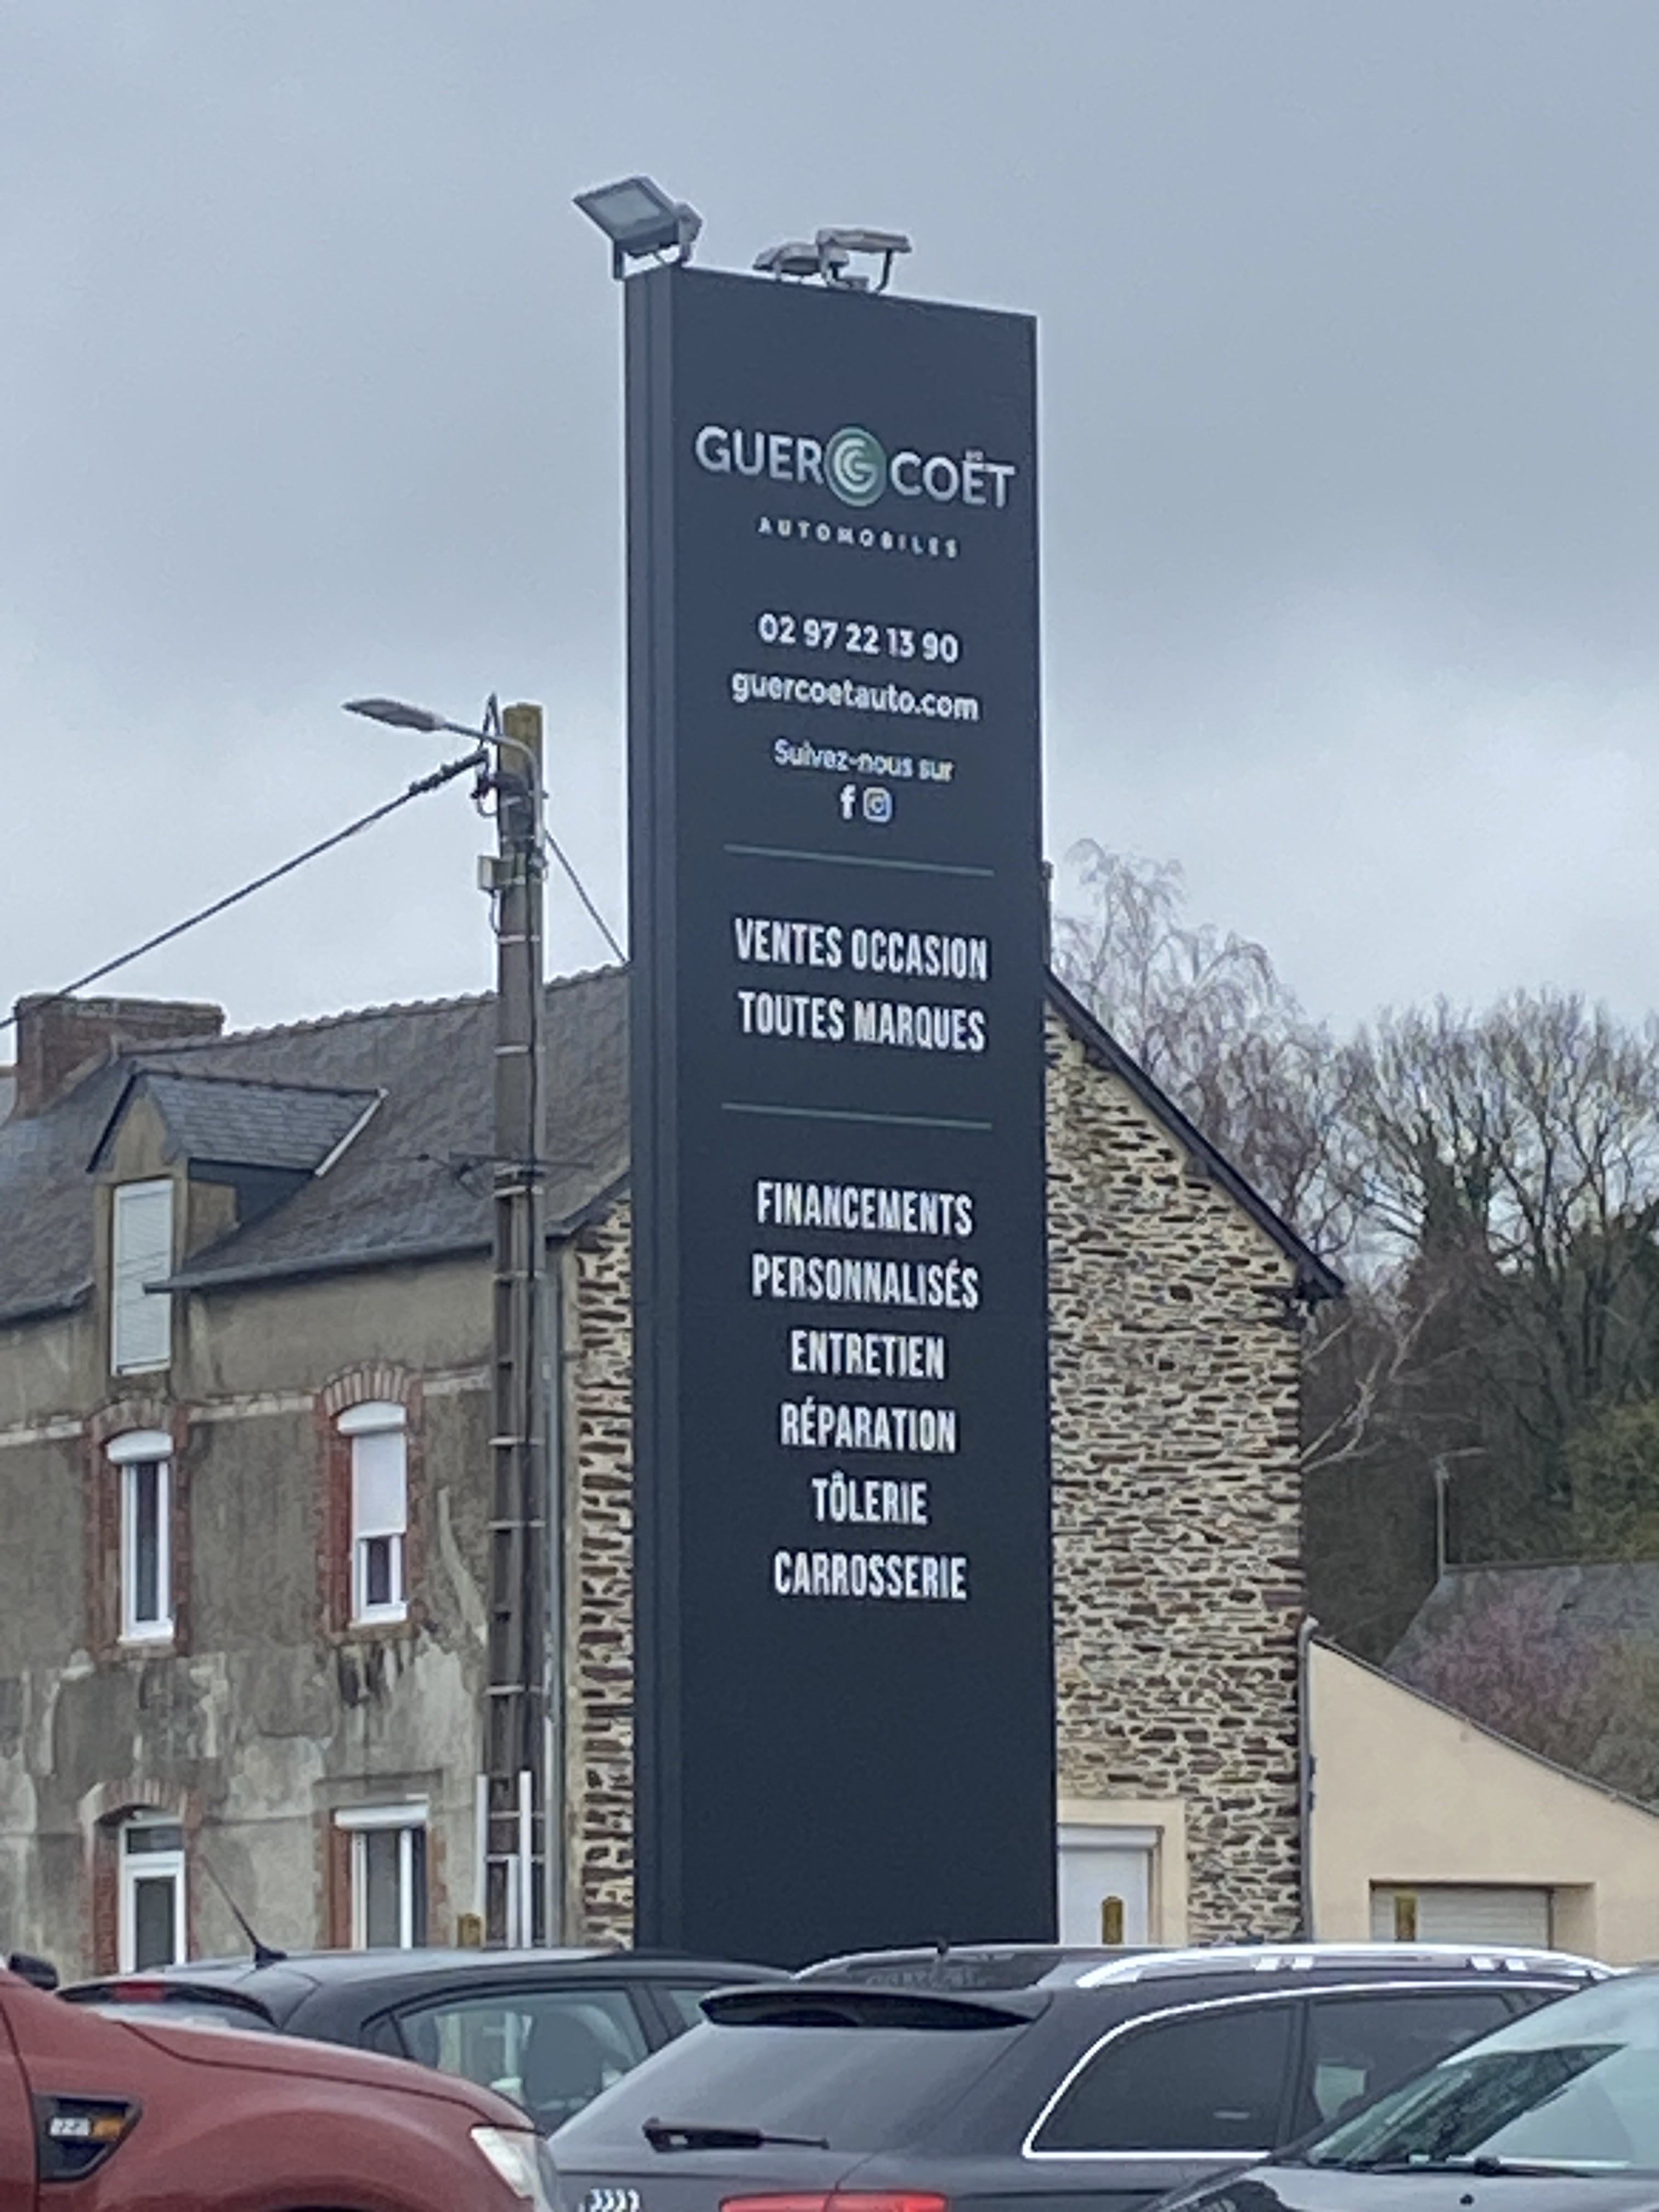 GUER G COËT
AUTOMOBILES
02 97 22 13 90
guercoetauto.com
Suivez-nous sur
f
VENTES OCCASION
TOUTES MARQUES
FINANCEMENTS
PERSONNALISÉS
ENTRETIEN
RÉPARATION
TÔLERIE
CARROSSERIE